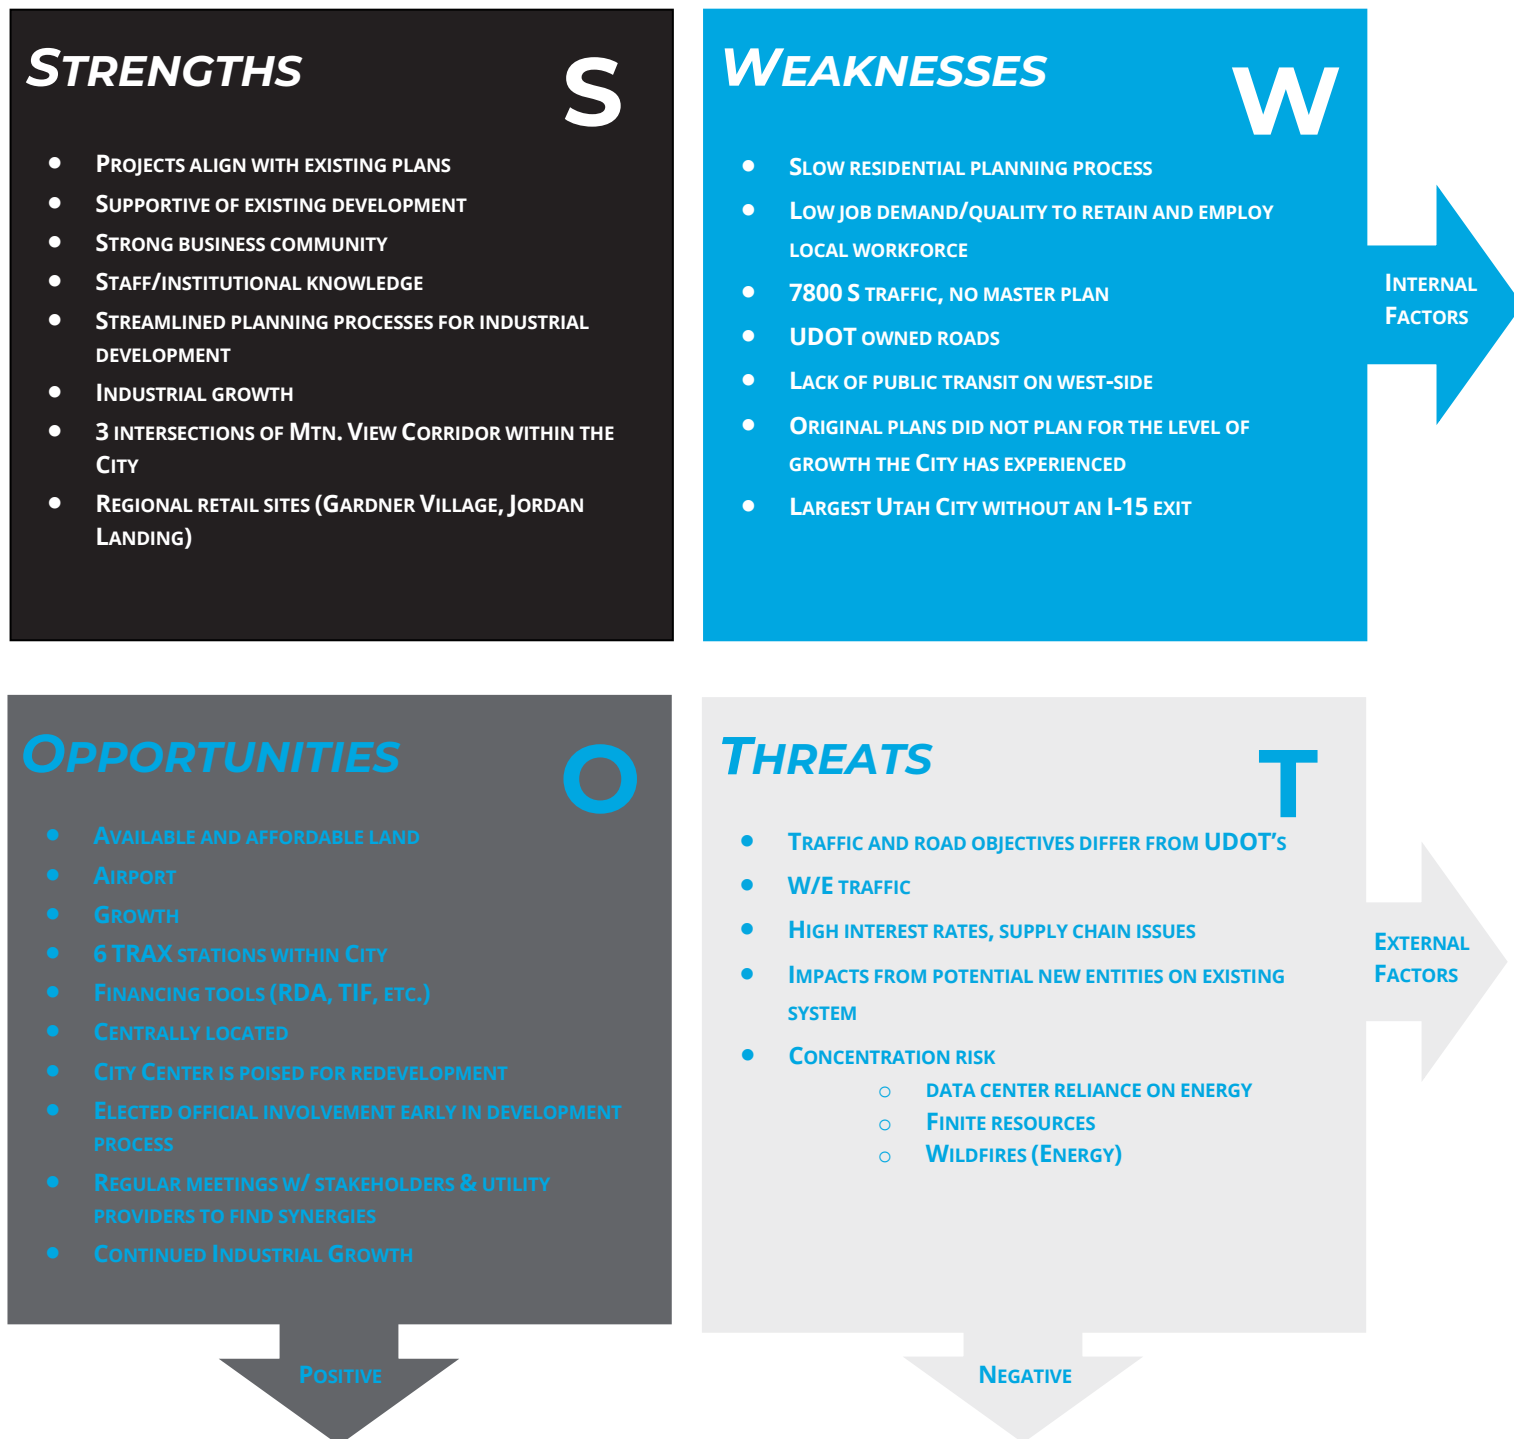 Strengths
S
• Projects align with existing plans
• Supportive of existing development
• Strong business community
• Staff/institutional knowledge
• Streamlined planning processes for industrial
development
• Industrial growth
• 3 intersections of Mtn. View Corridor within the
City
• Regional retail sites (Gardner Village, Jordan
Landing)
Weaknesses
W
• Slow residential planning process
• Low job demand/quality to retain and employ
local workforce
• 7800 S traffic, no master plan
• UDOT owned roads
• Lack of public transit on west-side
• Original plans did not plan for the level of
growth the City has experienced
• Largest Utah City without an I-15 exit
Internal
Factors
Opportunities
O
• Available and affordable land
• Airport
• Growth
• 6 TRAX stations within City
• Financing tools (RDA, TIF, etc.)
• Centrally located
• City Center is poised for redevelopment
• Elected official involvement early in development
process
• Regular meetings w/ stakeholders & utility
providers to find synergies
• Continued Industrial Growth
Threats
T
• Traffic and road objectives differ from UDOT’s
• W/E traffic
• High interest rates, supply chain issues
• Impacts from potential new entities on existing
system
• Concentration risk
○ data center reliance on energy
○ Finite resources
○ Wildfires (Energy)
External
Factors
Positive
Negative